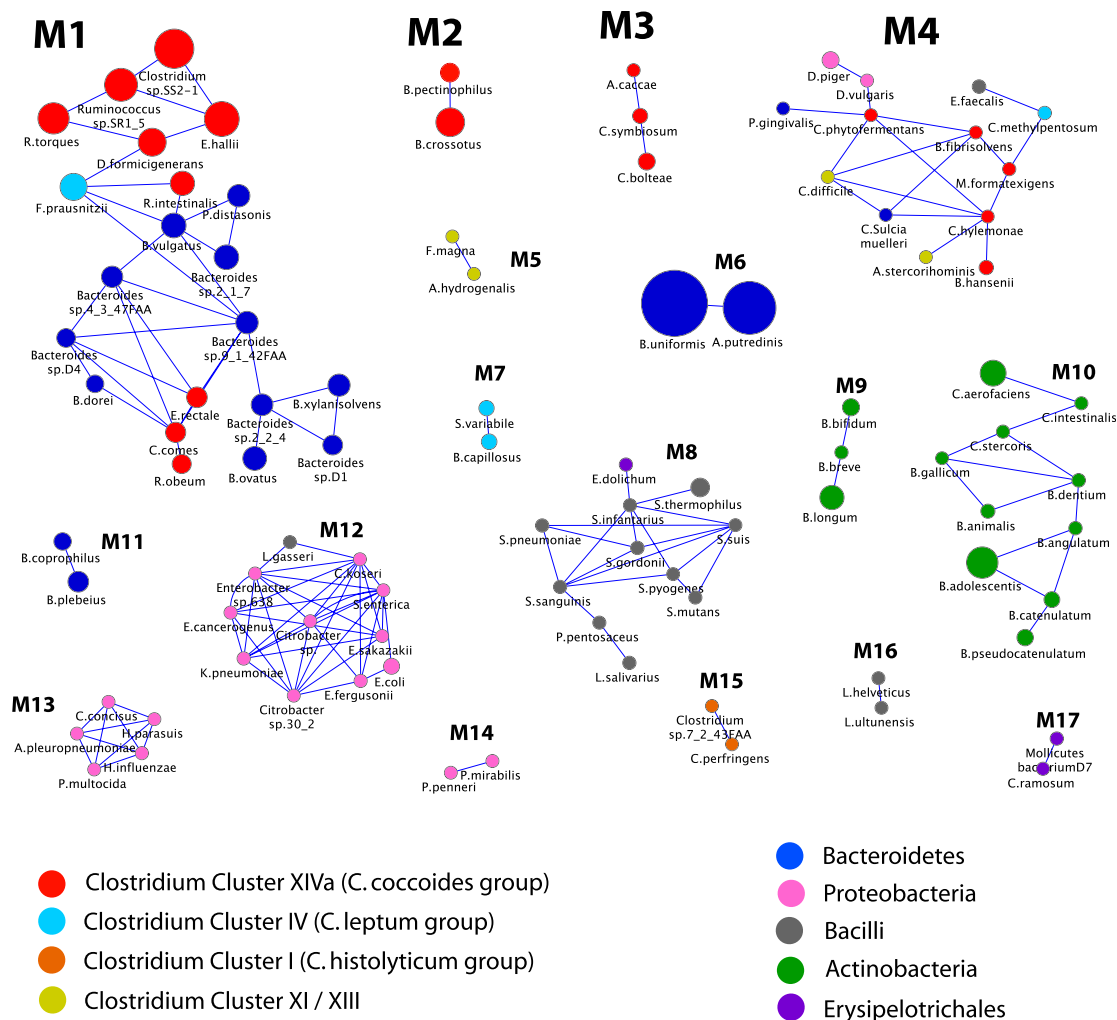 M1
M2
M3
M4
Clostridium
sp.SS2-1
Ruminococcus
sp.SR1_5
R.torques
E.hallii
D.formicigenerans
F.prausnitzii
R.intestinalis
P.distasonis
B.vulgatus
Bacteroides
sp.2_1_7
Bacteroides
sp.4_3_47FAA
Bacteroides
sp.9_1_42FAA
Bacteroides
sp.D4
B.dorei
E.rectale
C.comes
R.obeum
Bacteroides
sp.2_2_4
B.xylanisolvens
B.ovatus
Bacteroides
sp.D1
B.pectinophilus
B.crossotus
A.caccae
C.symbiosum
C.bolteae
D.piger
D.vulgaris
P.gingivalis
C.phytofermentans
E.faecalis
C.methylpentosum
B.fibrisolvens
M.formatexigens
C.difficile
C.Sulcia
muelleri
C.hylemonae
A.stercorihominis
B.hansenii
M5
F.magna
A.hydrogenalis
M6
B.uniformis
A.putredinis
M7
S.variabile
B.capillosus
M8
E.dolichum
S.thermophilus
S.infantarius
S.pneumoniae
S.suis
S.gordonii
S.pyogenes
S.sanguinis
S.mutans
P.pentosaceus
L.salivarius
M9
B.bifidum
B.breve
B.longum
M10
C.aerofaciens
C.intestinalis
C.stercoris
B.gallicum
B.dentium
B.animalis
B.angulatum
B.adolescentis
B.catenulatum
B.pseudocatenulatum
M11
B.coprophilus
B.plebeius
M12
L.gasseri
C.koseri
Enterobacter
sp.638
S.enterica
E.cancerogenus
Citrobacter
sp.
E.sakazakii
K.pneumoniae
E.coli
E.fergusonii
Citrobacter
sp.30_2
M13
C.concisus
H.parasuis
A.pleuropneumoniae
H.influenzae
P.multocida
M14
P.mirabilis
P.penneri
M15
Clostridium
sp.7_2_43FAA
C.perfringens
M16
L.helveticus
L.ultunensis
M17
Mollicutes
bacteriumD7
C.ramosum
Clostridium Cluster XIVa (C. coccoides group)
Clostridium Cluster IV (C. leptum group)
Clostridium Cluster I (C. histolyticum group)
Clostridium Cluster XI / XIII
Bacteroidetes
Proteobacteria
Bacilli
Actinobacteria
Erysipelotrichales